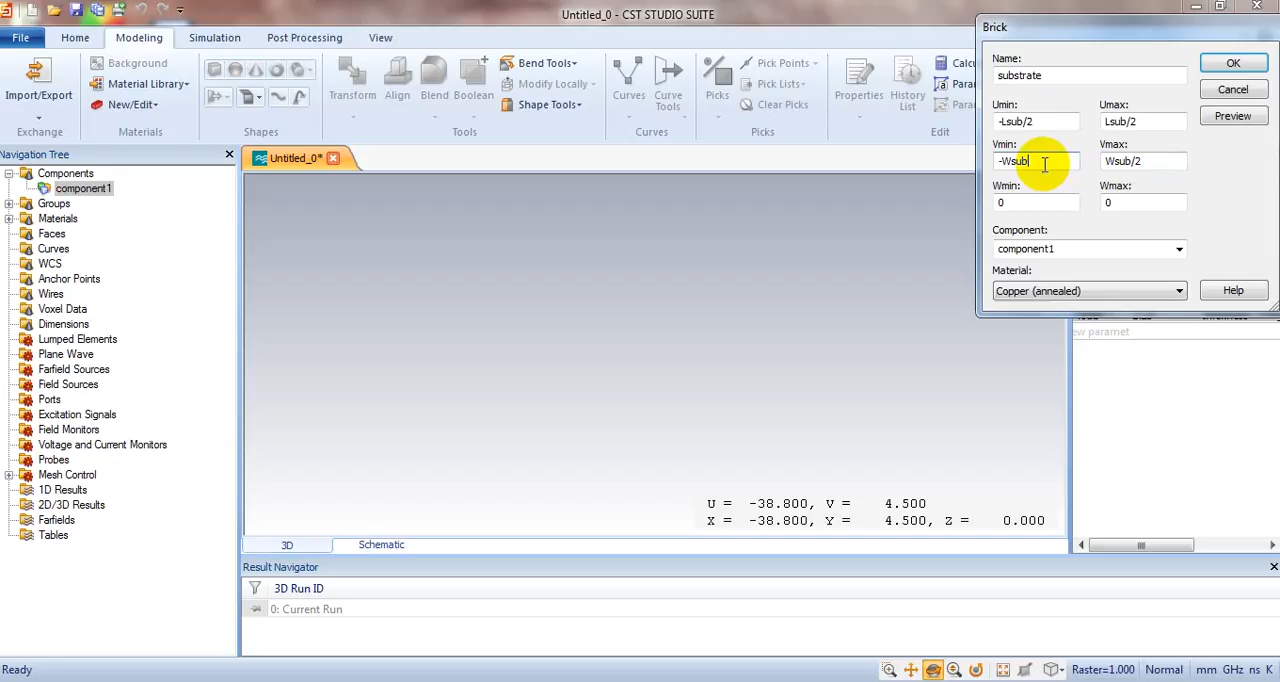 Untitled_0 - CST STUDIO SUITE
File Home Modeling Simulation Post Processing View
Import/Export
Exchange
Background
Material Library
New/Edit
Materials
Shapes
Transform Align Blend Boolean
Bend Tools
Modify Locally
Shape Tools
Tools
Curves Curve Tools
Curves
Picks
Pick Points
Pick Lists
Clear Picks
Picks
Properties History List
Calcu
Para
Param
Edit
Brick
Name:
substrate
Umin: Umax:
-Lsub/2 Lsub/2
Vmin: Vmax:
-Wsub Wsub/2
Wmin: Wmax:
0 0
Component:
component1
Material:
Copper (annealed)
OK
Cancel
Preview
Help
Navigation Tree
Components
component1
Groups
Materials
Faces
Curves
WCS
Anchor Points
Wires
Voxel Data
Dimensions
Lumped Elements
Plane Wave
Farfield Sources
Field Sources
Ports
Excitation Signals
Field Monitors
Voltage and Current Monitors
Probes
Mesh Control
1D Results
2D/3D Results
Farfields
Tables
Untitled_0*
U = -38.800, V = 4.500
X = -38.800, Y = 4.500, Z = 0.000
3D Schematic
ew parammet
Result Navigator
3D Run ID
0: Current Run
Ready
Raster=1.000 Normal mm GHz ns K